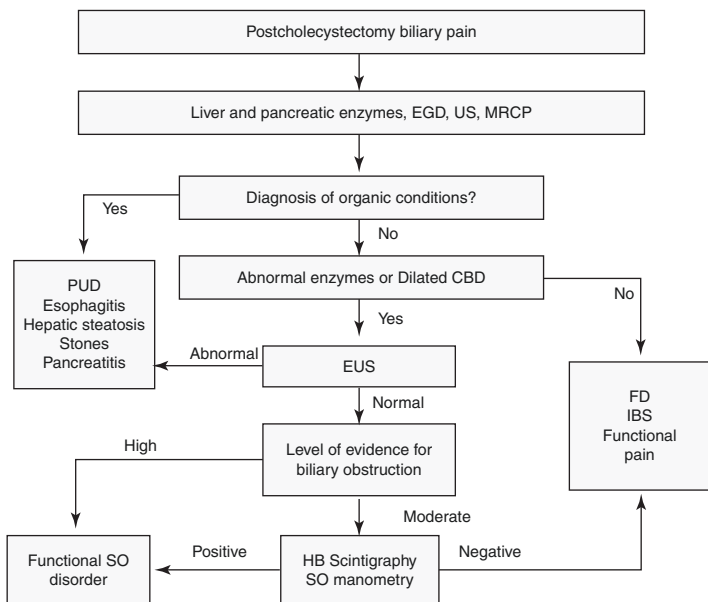 Postcholecystectomy biliary pain
Liver and pancreatic enzymes, EGD, US, MRCP
Diagnosis of organic conditions?
Yes
No
PUD
Esophagitis
Hepatic steatosis
Stones
Pancreatitis
Abnormal enzymes or Dilated CBD
No
Yes
Abnormal
EUS
Normal
FD
IBS
Functional
pain
High
Level of evidence for
biliary obstruction
Moderate
Functional SO
disorder
Positive
HB Scintigraphy
SO manometry
Negative